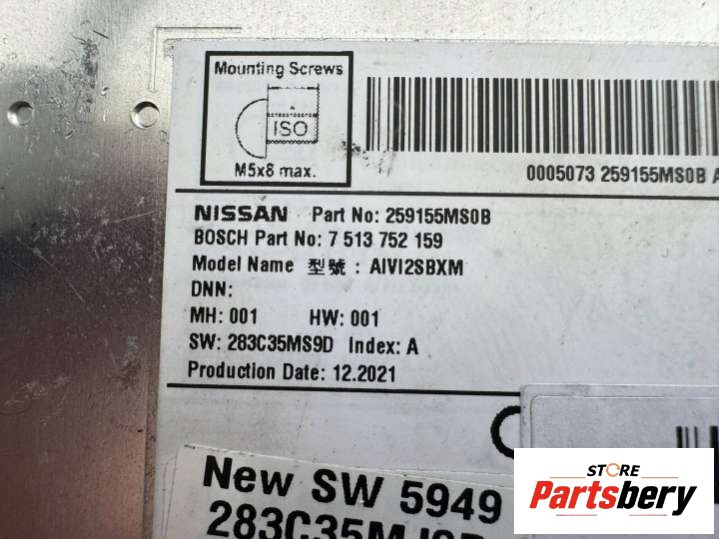 Mounting Screws
ISO
M5x8 max.
0005073 259155MS0B A
NISSAN Part No: 259155MS0B
BOSCH Part No: 7 513 752 159
Model Name 型號 : AIVI2SBXM
DNN:
MH: 001 HW: 001
SW: 283C35MS9D Index: A
Production Date: 12.2021
New SW 5949
STORE
Partsbery